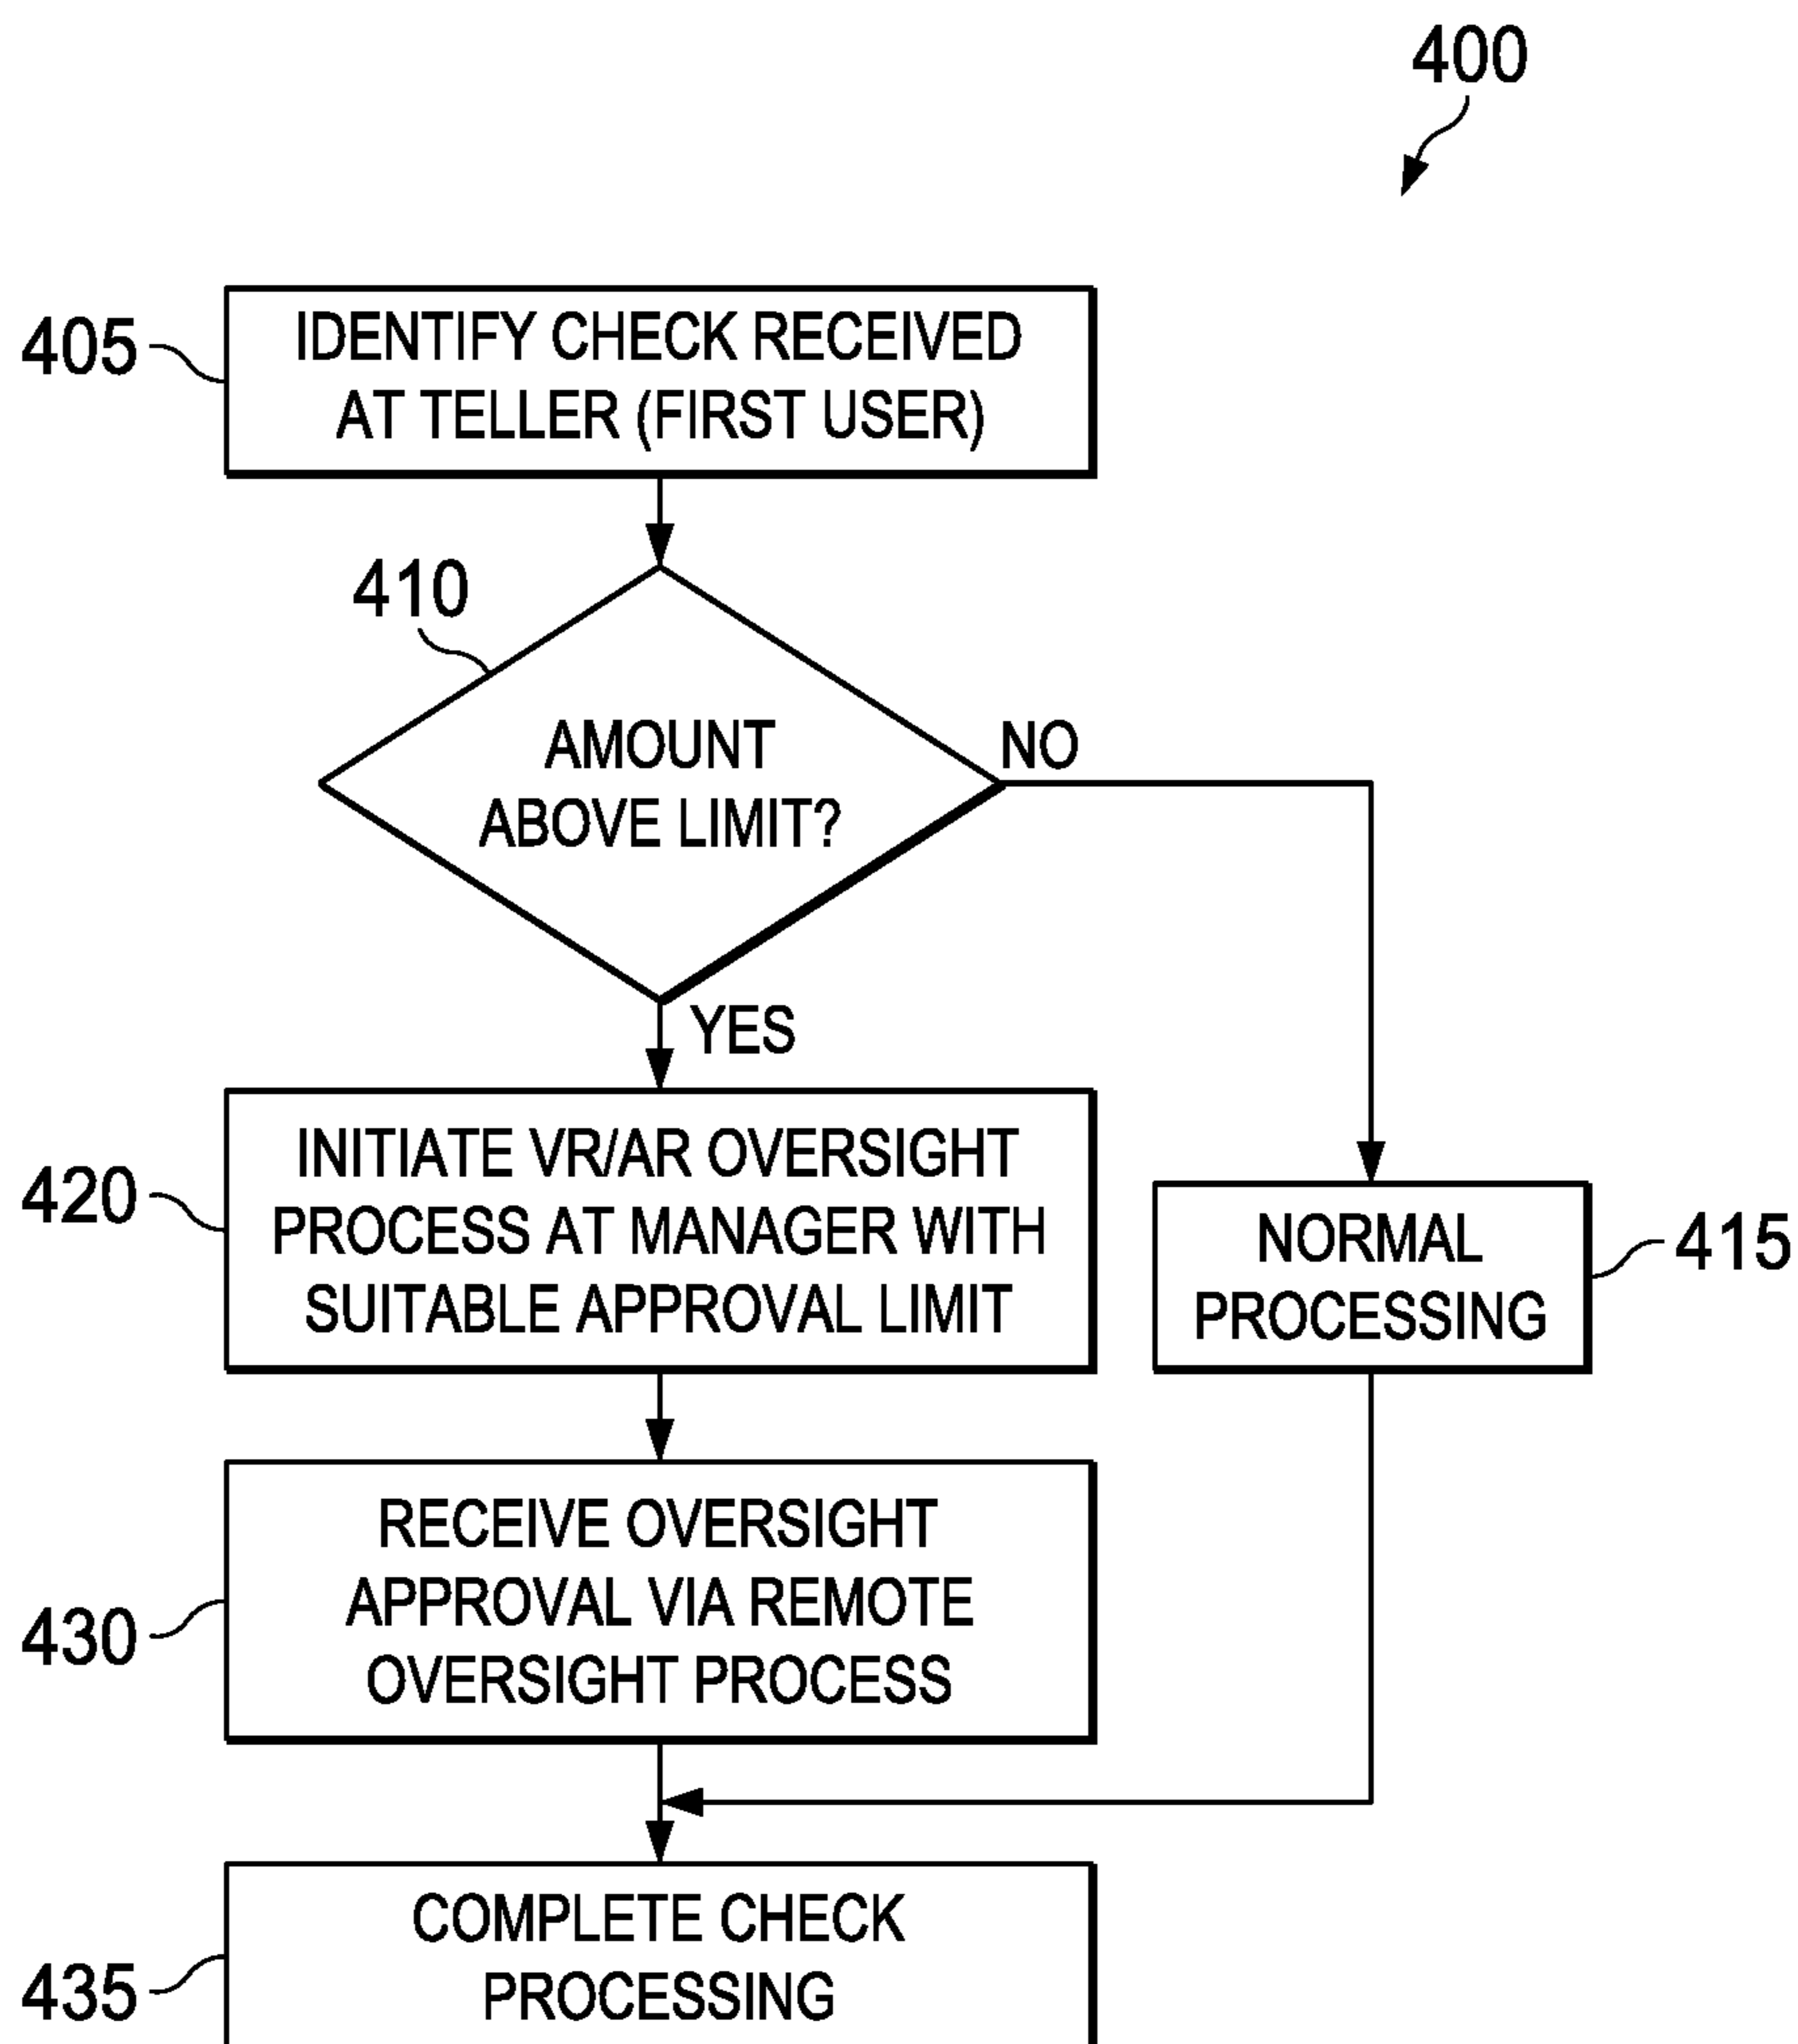 400
405
IDENTIFY CHECK RECEIVED
AT TELLER (FIRST USER)
410
AMOUNT
ABOVE LIMIT?
NO
YES
420
INITIATE VR/AR OVERSIGHT
PROCESS AT MANAGER WITH
SUITABLE APPROVAL LIMIT
NORMAL
PROCESSING
415
430
RECEIVE OVERSIGHT
APPROVAL VIA REMOTE
OVERSIGHT PROCESS
435
COMPLETE CHECK
PROCESSING